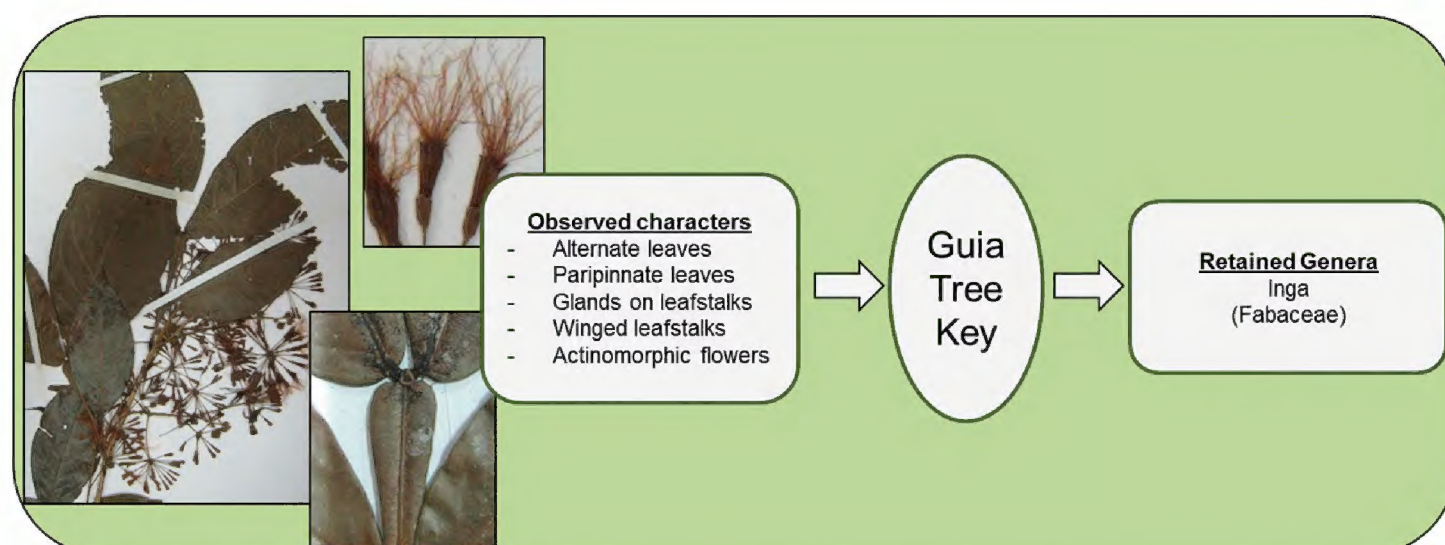 Observed characters
- Alternate leaves
- Paripinnate leaves
- Glands on leafstalks
- Winged leafstalks
- Actinomorphic flowers
Guia
Tree
Key
Retained Genera
Inga
(Fabaceae)